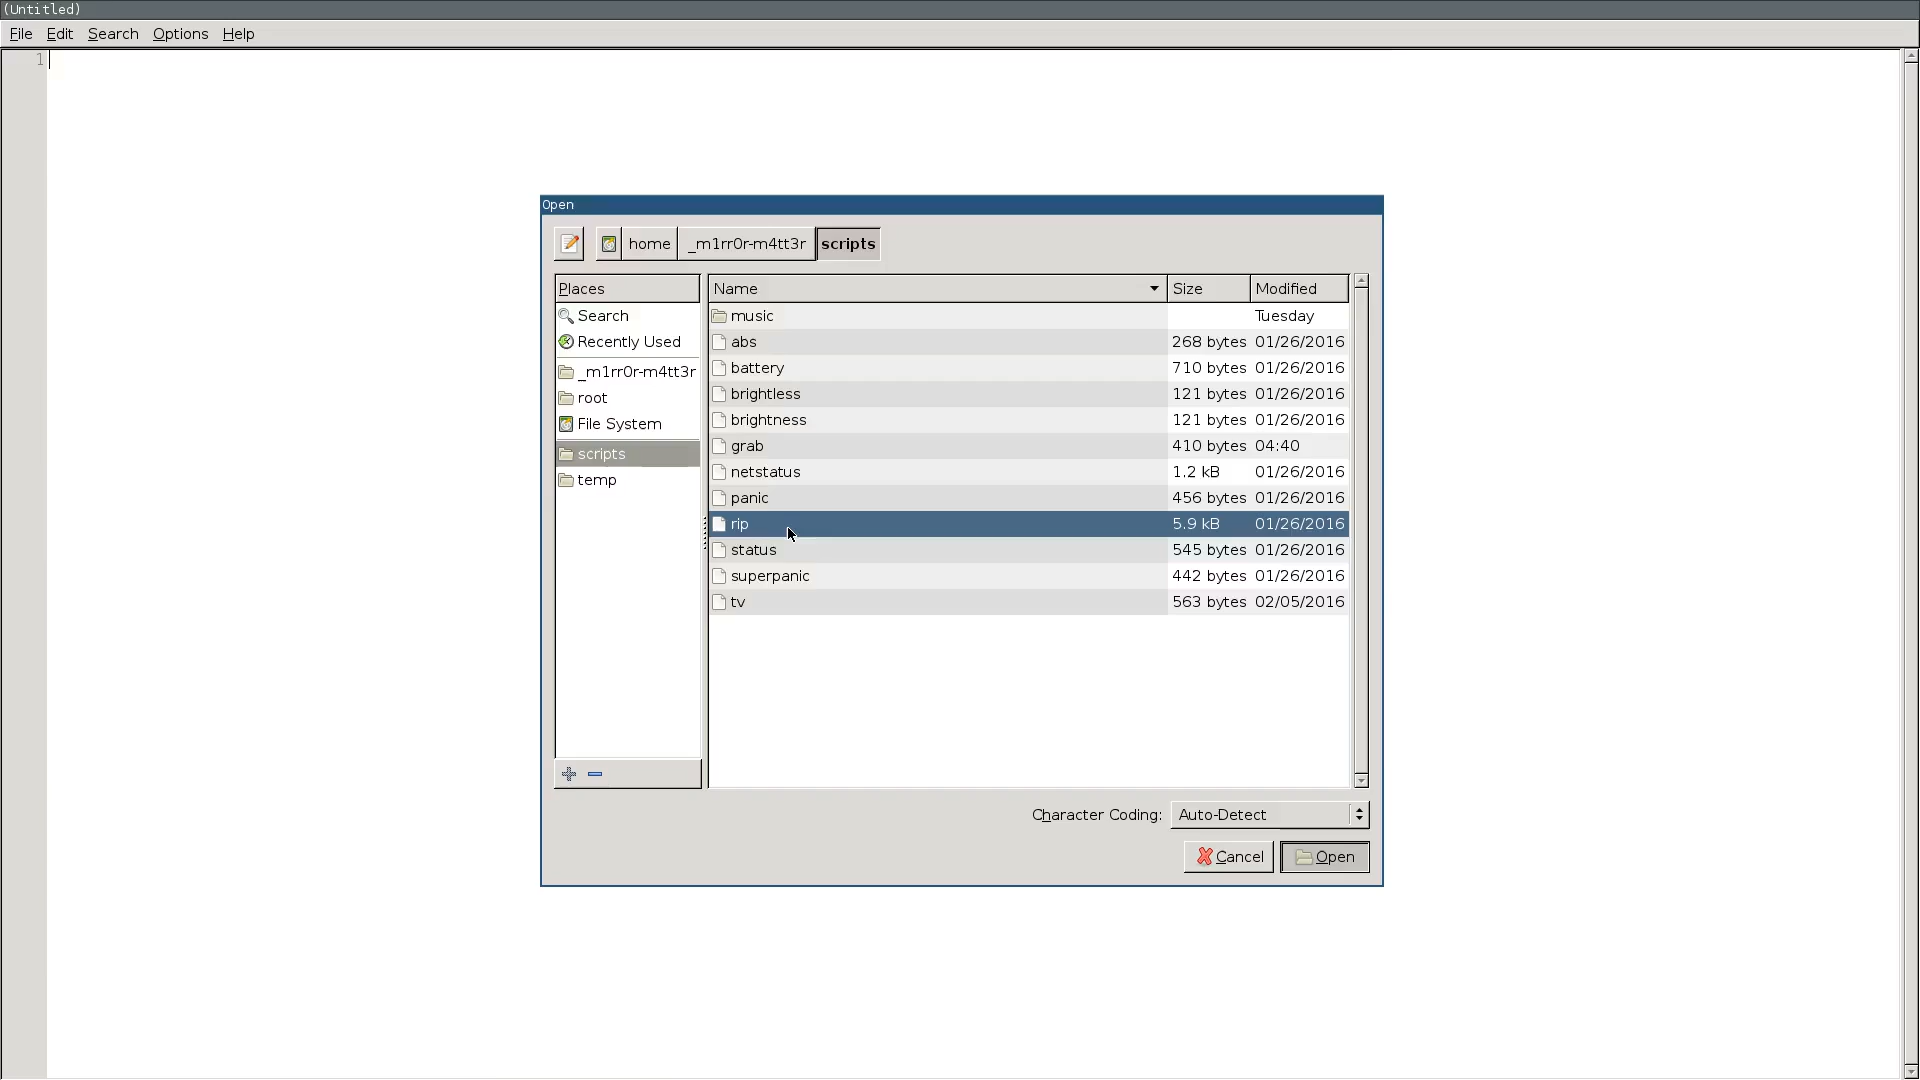 (Untitled)
File Edit Search Options Help
1
Open
home _m1rr0r-m4tt3r scripts
Places
Search
Recently Used
_m1rr0r-m4tt3r
root
File System
scripts
temp
Name Size Modified
music Tuesday
abs 268 bytes 01/26/2016
battery 710 bytes 01/26/2016
brightless 121 bytes 01/26/2016
brightness 121 bytes 01/26/2016
grab 410 bytes 04:40
netstatus 1.2 kB 01/26/2016
panic 456 bytes 01/26/2016
rip 5.9 kB 01/26/2016
status 545 bytes 01/26/2016
superpanic 442 bytes 01/26/2016
tv 563 bytes 02/05/2016
Character Coding: Auto-Detect
Cancel Open